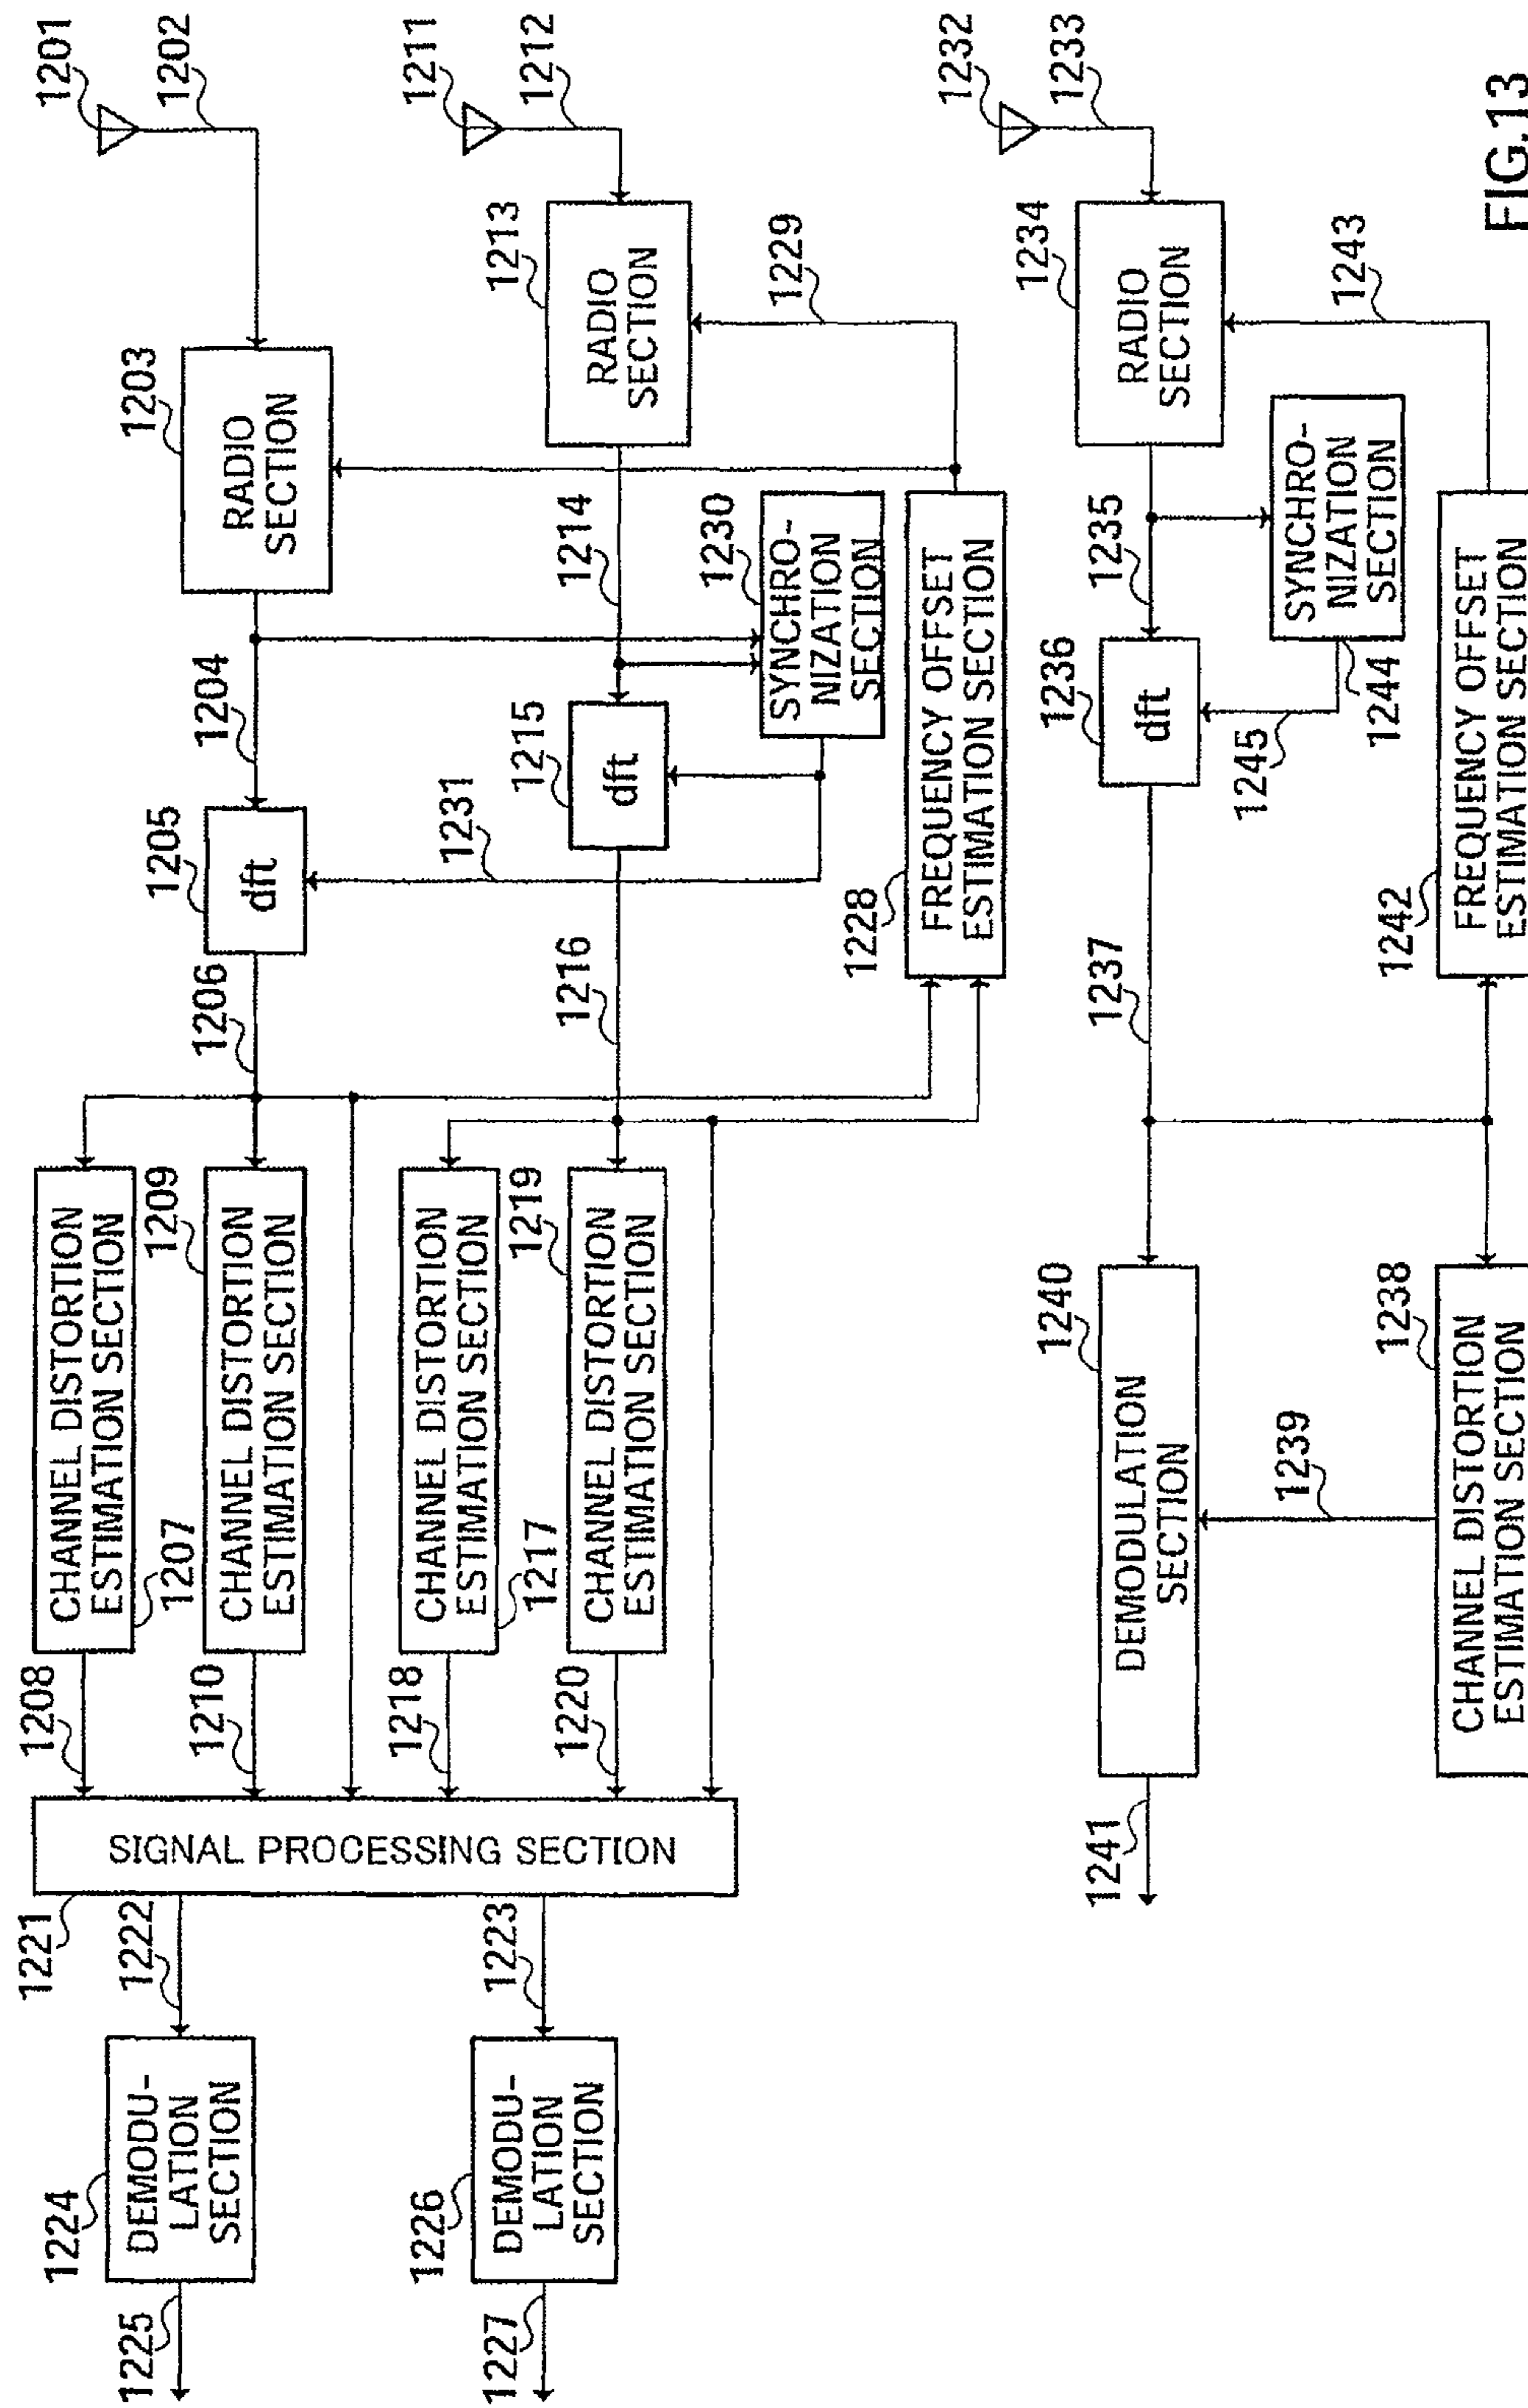 1201
1202
1203
RADIO
SECTION
1204
1205
dft
1206
CHANNEL DISTORTION
ESTIMATION SECTION
1207
1208
1209
CHANNEL DISTORTION
ESTIMATION SECTION
1210
1211
1212
1213
RADIO
SECTION
1229
1214
1230
SYNCHRO-
NIZATION
SECTION
1215
dft
1231
1216
1228
FREQUENCY OFFSET
ESTIMATION SECTION
CHANNEL DISTORTION
ESTIMATION SECTION
1217
1218
1219
CHANNEL DISTORTION
ESTIMATION SECTION
1220
SIGNAL PROCESSING SECTION
1221
1222
1223
1224
DEMODU-
LATION
SECTION
1225
1226
DEMODU-
LATION
SECTION
1227
1232
1233
1234
RADIO
SECTION
1243
1235
SYNCHRO-
NIZATION
SECTION
1244
1236
dft
1245
1237
1242
FREQUENCY OFFSET
ESTIMATION SECTION
1240
DEMODULATION
SECTION
1239
1238
CHANNEL DISTORTION
ESTIMATION SECTION
1241
FIG.13